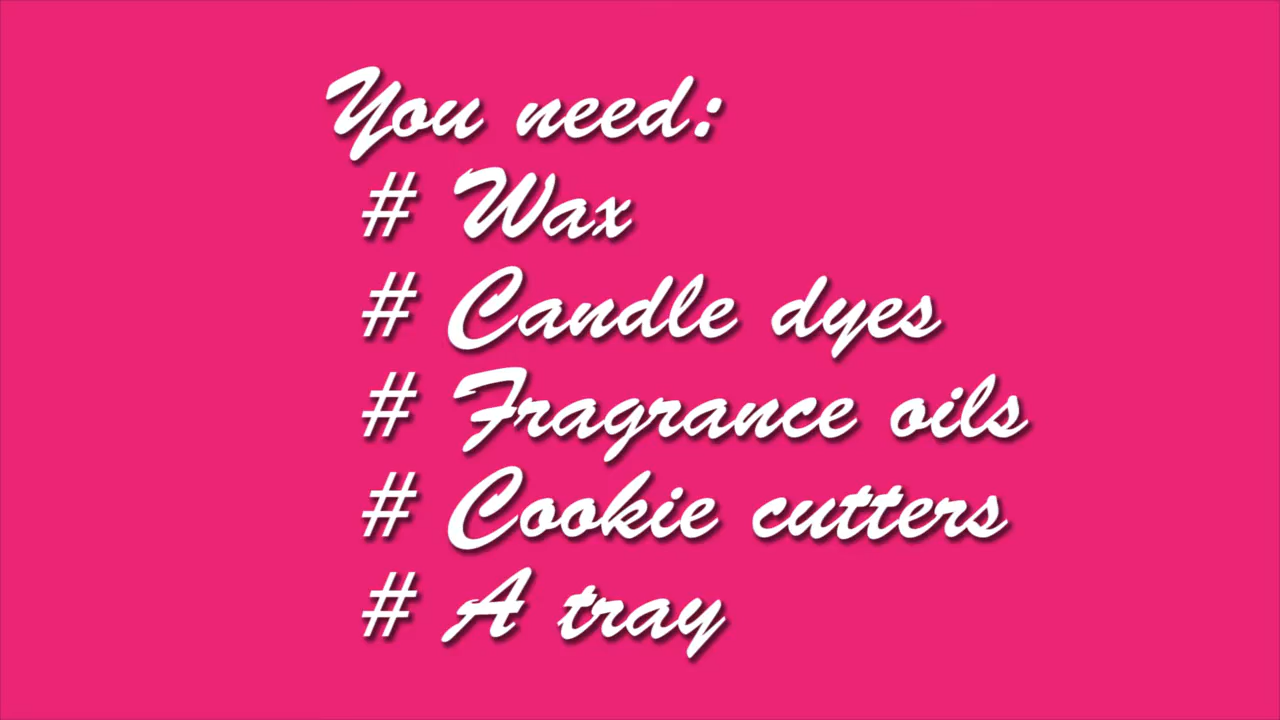 You need:
# Wax
# Candle dyes
# Fragrance oils
# Cookie cutters
# A tray